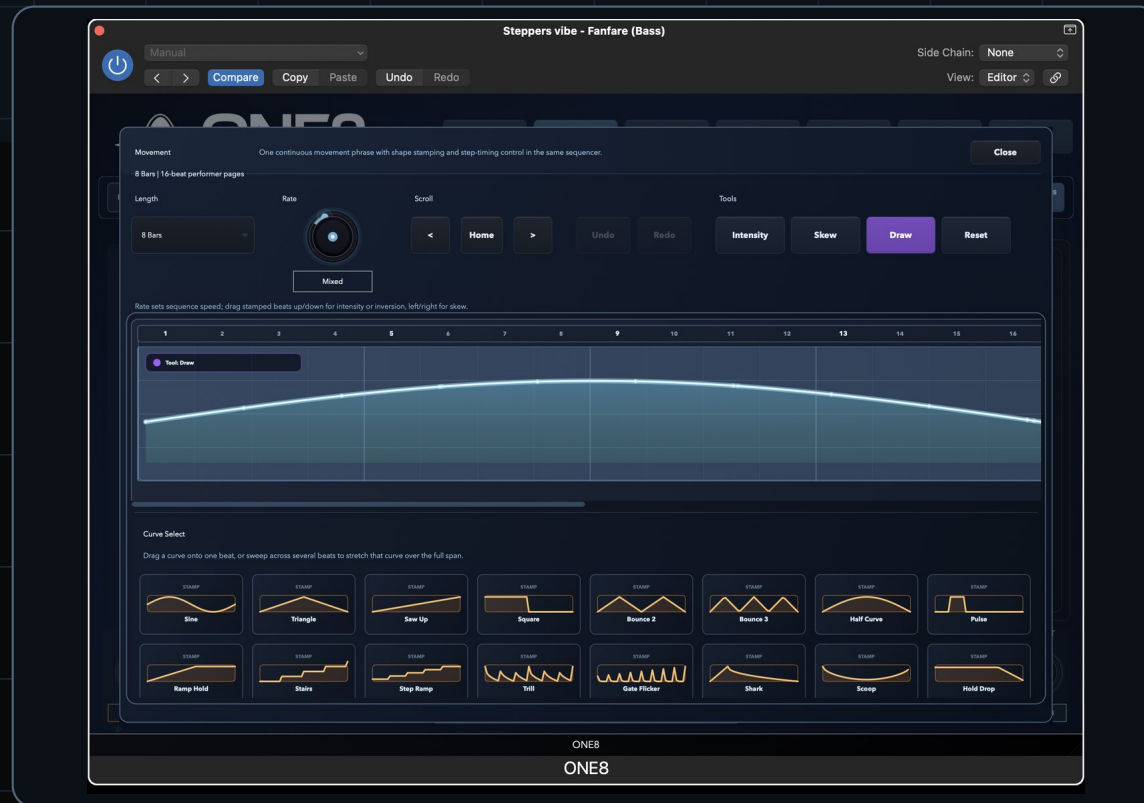 Steppers vibe - Fanfare (Bass)
Manual
Side Chain: None
Compare Copy Paste Undo Redo
View: Editor
ONE8
Movement
One continuous movement phrase with shape stamping and step-timing control in the same sequencer.
Close
8 Bars | 16-beat performer pages
Length Rate Scroll Tools
8 Bars
< Home > Undo Redo Intensity Skew Draw Reset
Mixed
Rate sets sequence speed; drag stamped beats up/down for intensity or inversion, left/right for skew.
1 2 3 4 5 6 7 8 9 10 11 12 13 14 15 16
Tool: Draw
Curve Select
Drag a curve onto one beat, or sweep across several beats to stretch that curve over the full span.
STAMP STAMP STAMP STAMP STAMP STAMP STAMP STAMP
Sine Triangle Saw Up Square Bounce 2 Bounce 3 Half Curve Pulse
STAMP STAMP STAMP STAMP STAMP STAMP STAMP STAMP
Ramp Hold Stairs Step Ramp Trill Gate Flicker Shark Scoop Hold Drop
ONE8
ONE8